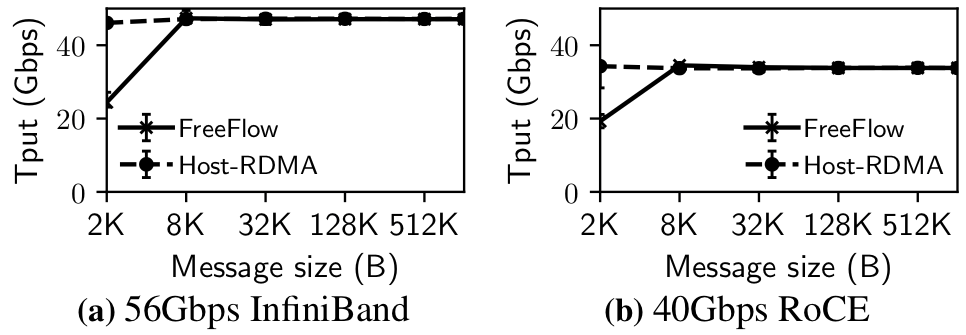 Tput (Gbps)
40
20
0
FreeFlow
Host-RDMA
2K 8K 32K 128K 512K
Message size (B)
(a) 56Gbps InfiniBand
Tput (Gbps)
40
20
0
FreeFlow
Host-RDMA
2K 8K 32K 128K 512K
Message size (B)
(b) 40Gbps RoCE